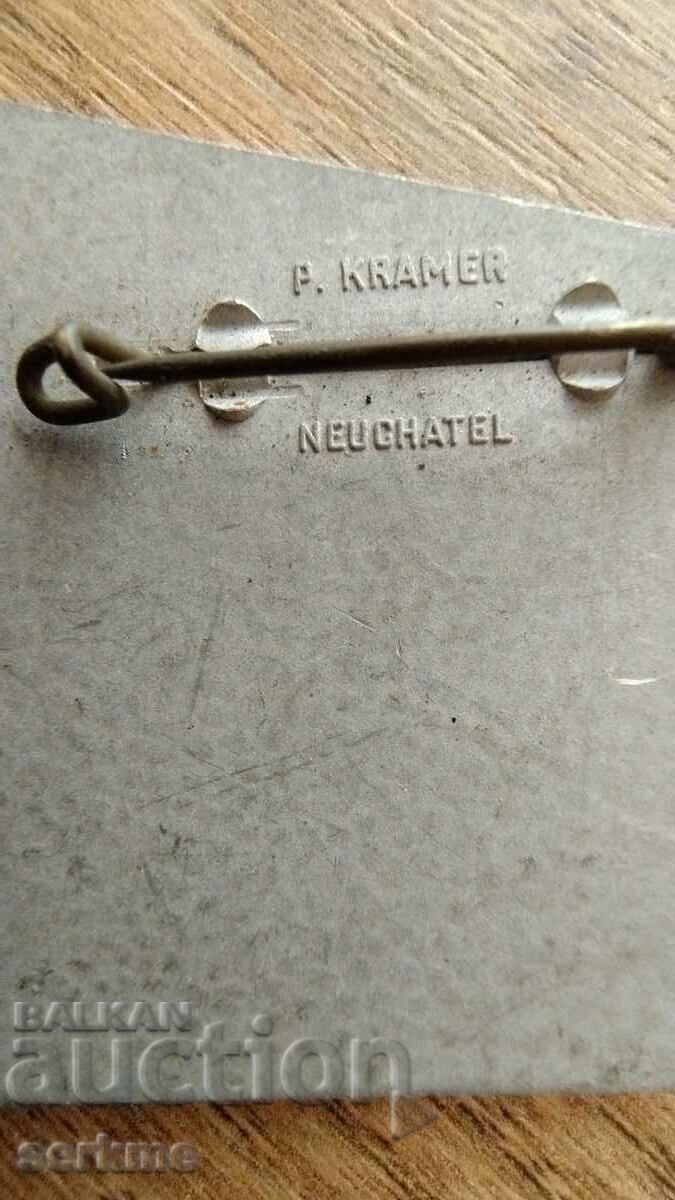 P. KRAMER
NEUCHATEL
BALKAN
auction
serkme